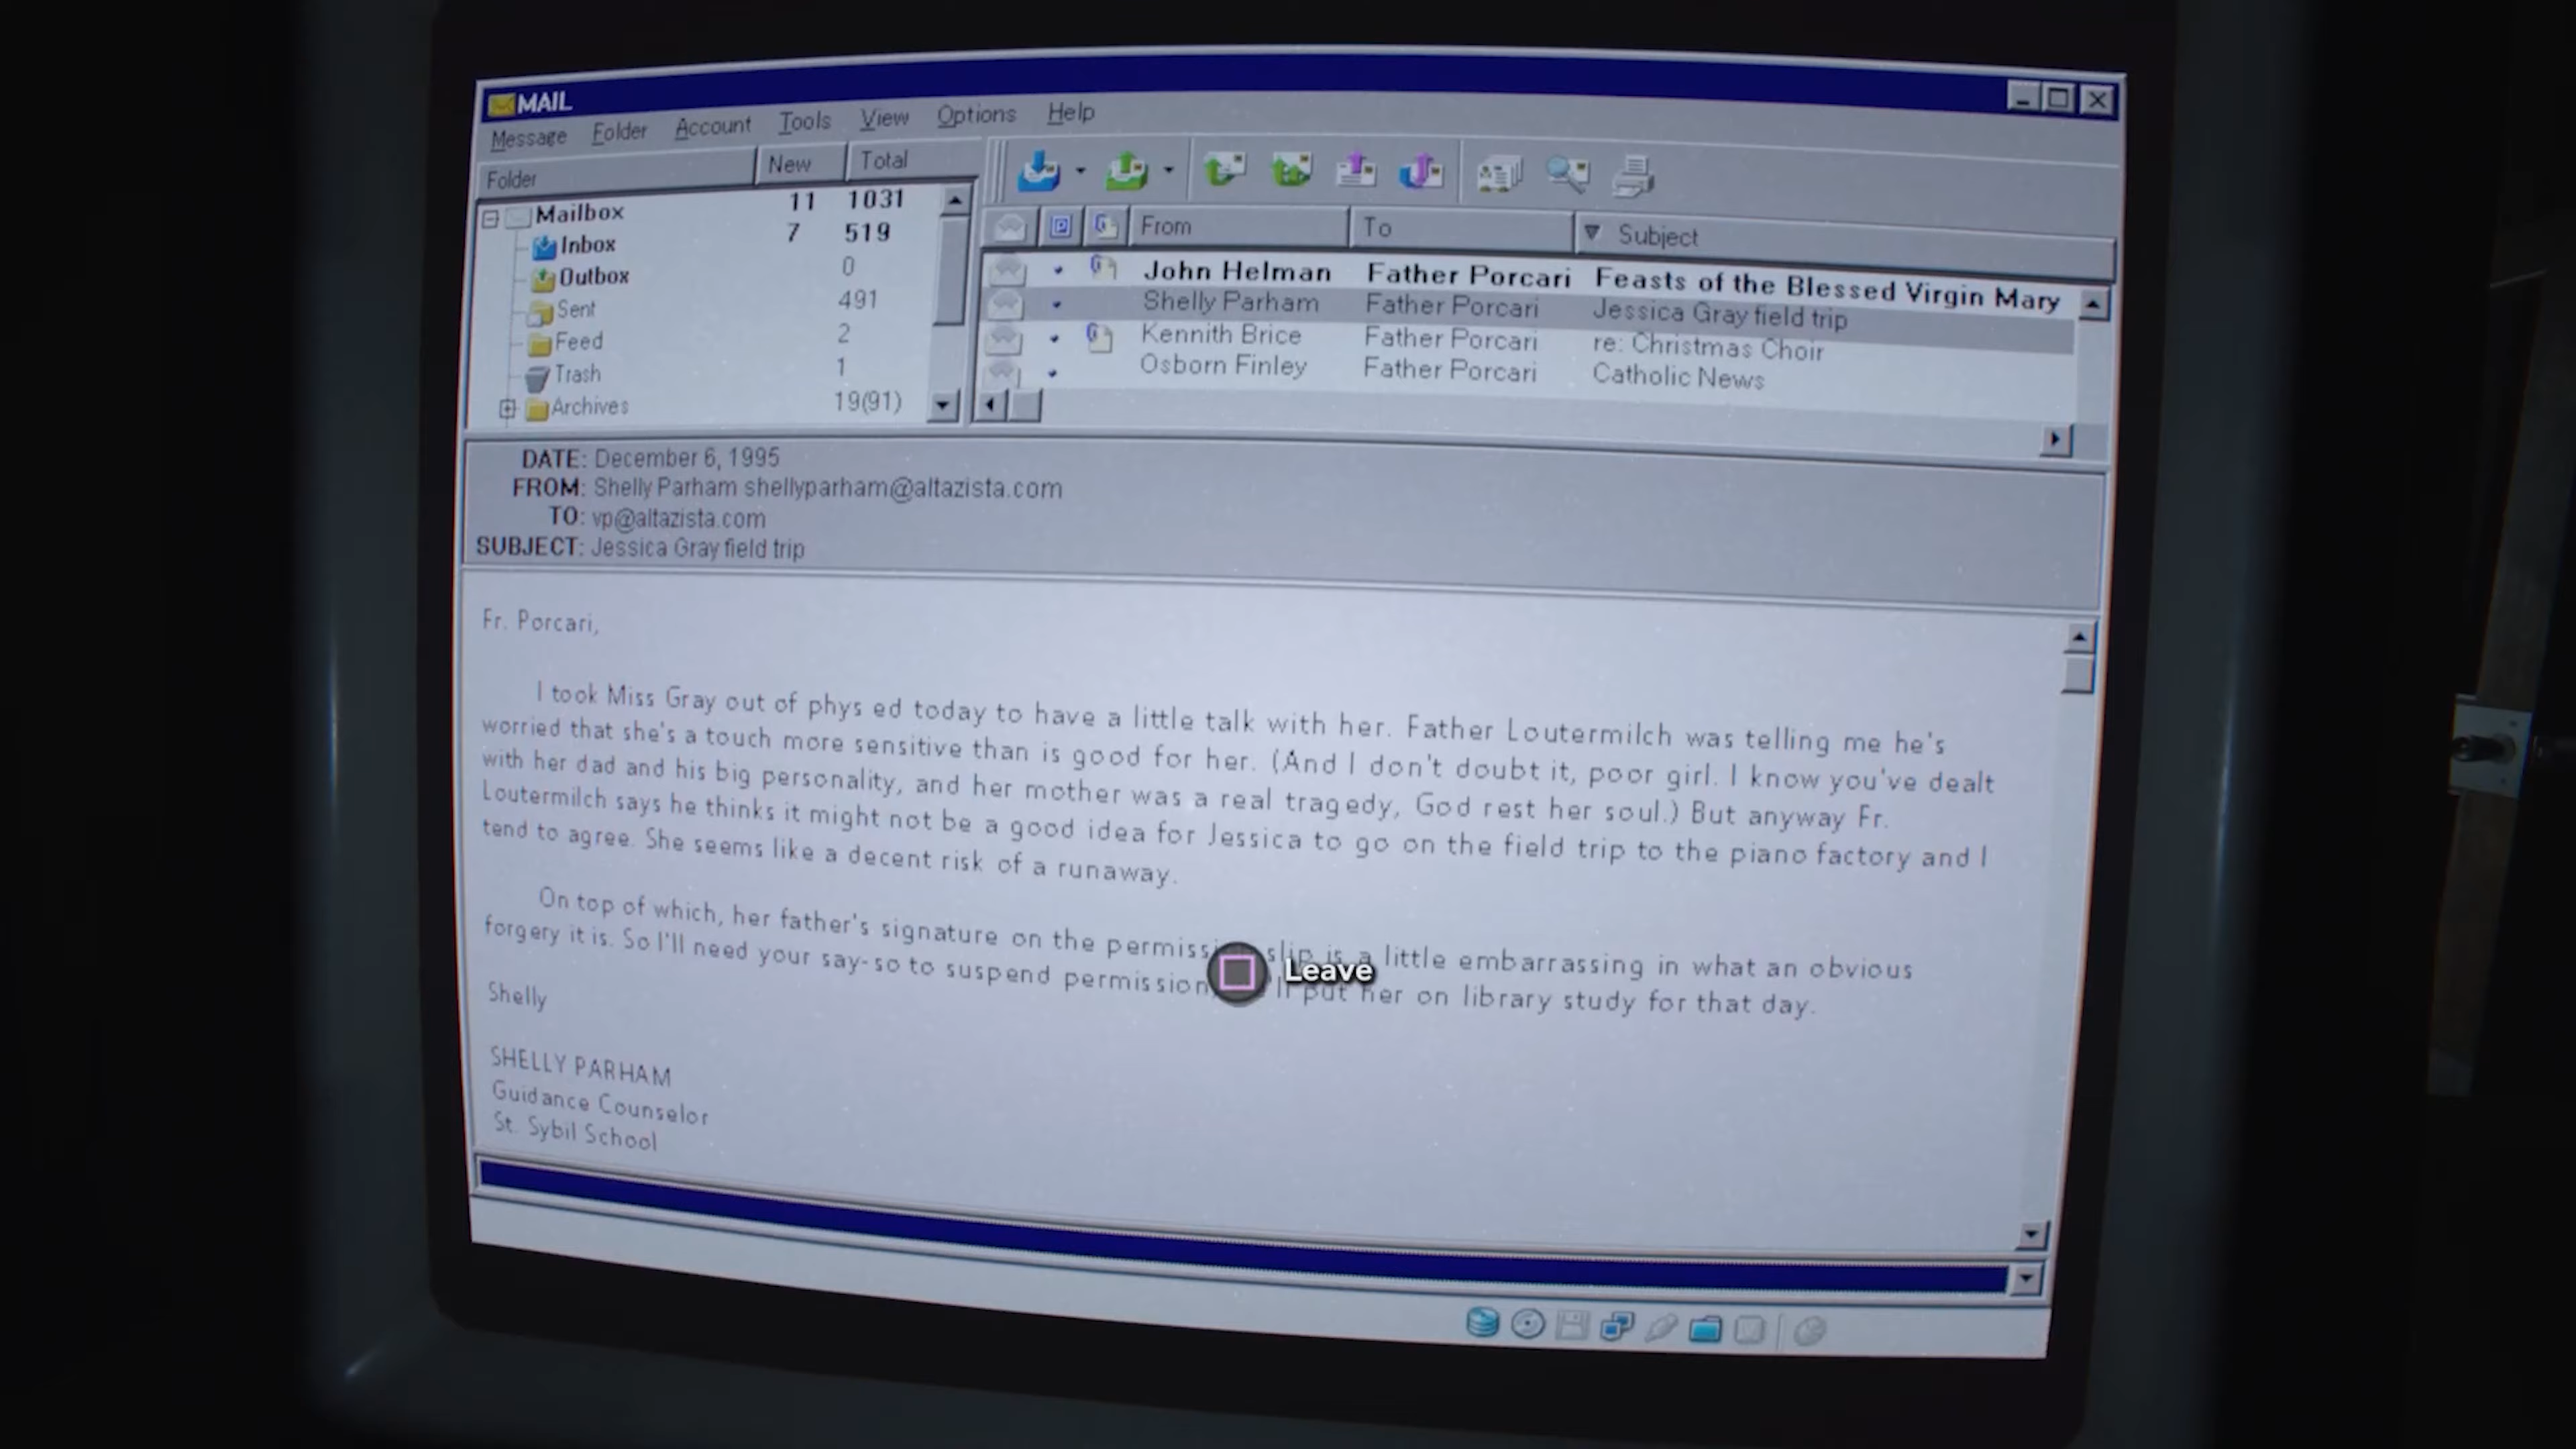 MAIL
Message Folder Account Tools View Options Help
Folder New Total
Mailbox 11 1031
Inbox 7 519
Outbox 0
Sent 491
Feed 2
Trash 1
Archives 19(91)
From To Subject
John Helman Father Porcari Feasts of the Blessed Virgin Mary
Shelly Parham Father Porcari Jessica Gray field trip
Kennith Brice Father Porcari re: Christmas Choir
Osborn Finley Father Porcari Catholic News
DATE: December 6, 1995
FROM: Shelly Parham shellyparham@altazista.com
TO: vp@altazista.com
SUBJECT: Jessica Gray field trip
Fr. Porcari,
I took Miss Gray out of phys ed today to have a little talk with her. Father Loutermilch was telling me he's
worried that she's a touch more sensitive than is good for her. (And I don't doubt it, poor girl. I know you've dealt
with her dad and his big personality, and her mother was a real tragedy, God rest her soul.) But anyway Fr.
Loutermilch says he thinks it might not be a good idea for Jessica to go on the field trip to the piano factory and I
tend to agree. She seems like a decent risk of a runaway.
On top of which, her father's signature on the slip is a little embarrassing in what an obvious
forgery it is. So I'll need your say-so to suspend permission put her on library study for that day.
Leave
Shelly
SHELLY PARHAM
Guidance Counselor
St. Sybil School